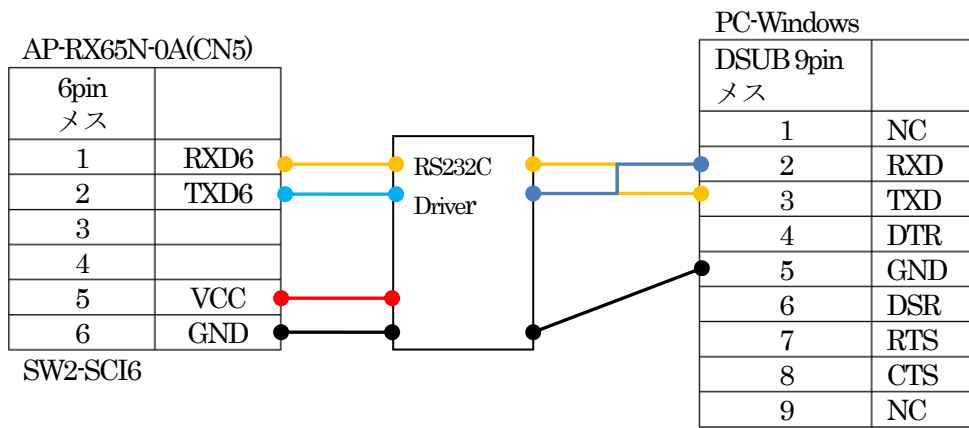 AP-RX65N-0A(CN5)
6pin
メス
1 RXD6
2 TXD6
3
4
5 VCC
6 GND
SW2-SCI6
RS232C
Driver
PC-Windows
DSUB 9pin
メス
1 NC
2 RXD
3 TXD
4 DTR
5 GND
6 DSR
7 RTS
8 CTS
9 NC